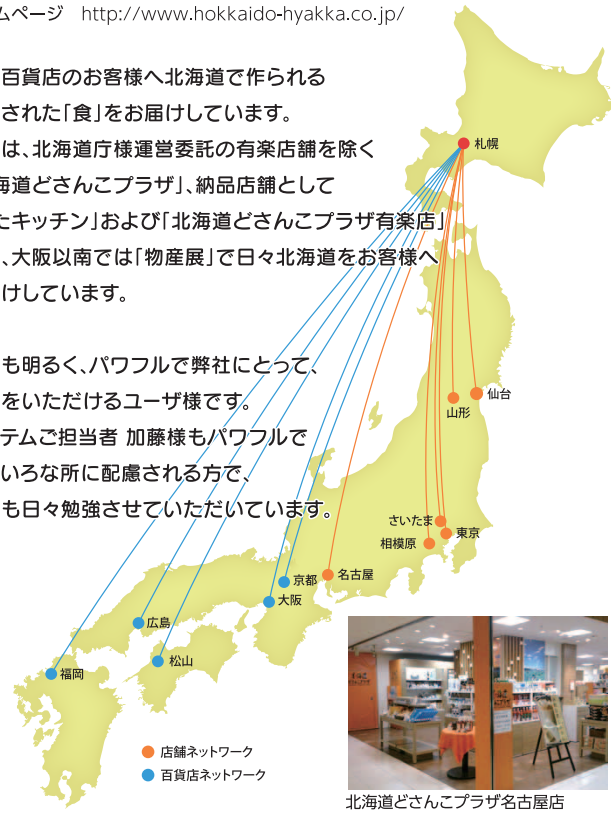 ムページ http://www.hokkaido-hyakka.co.jp/
百貨店のお客様へ北海道で作られる
された「食」をお届けしています。
は、北海道庁様運営委託の有楽店舗を除く
海道どさんこプラザ」、納品店舗として
たキッチン」および「北海道どさんこプラザ有楽店」
、大阪以南では「物産展」で日々北海道をお客様へ
けしています。
も明るく、パワフルで弊社にとって、
をいただけるユーザ様です。
テムご担当者 加藤様もパワフルで
いろな所に配慮される方で、
も日々勉強させていただいています。
札幌
仙台
山形
さいたま
東京
相模原
名古屋
京都
大阪
広島
松山
福岡
店舗ネットワーク
百貨店ネットワーク
北海道どさんこプラザ名古屋店